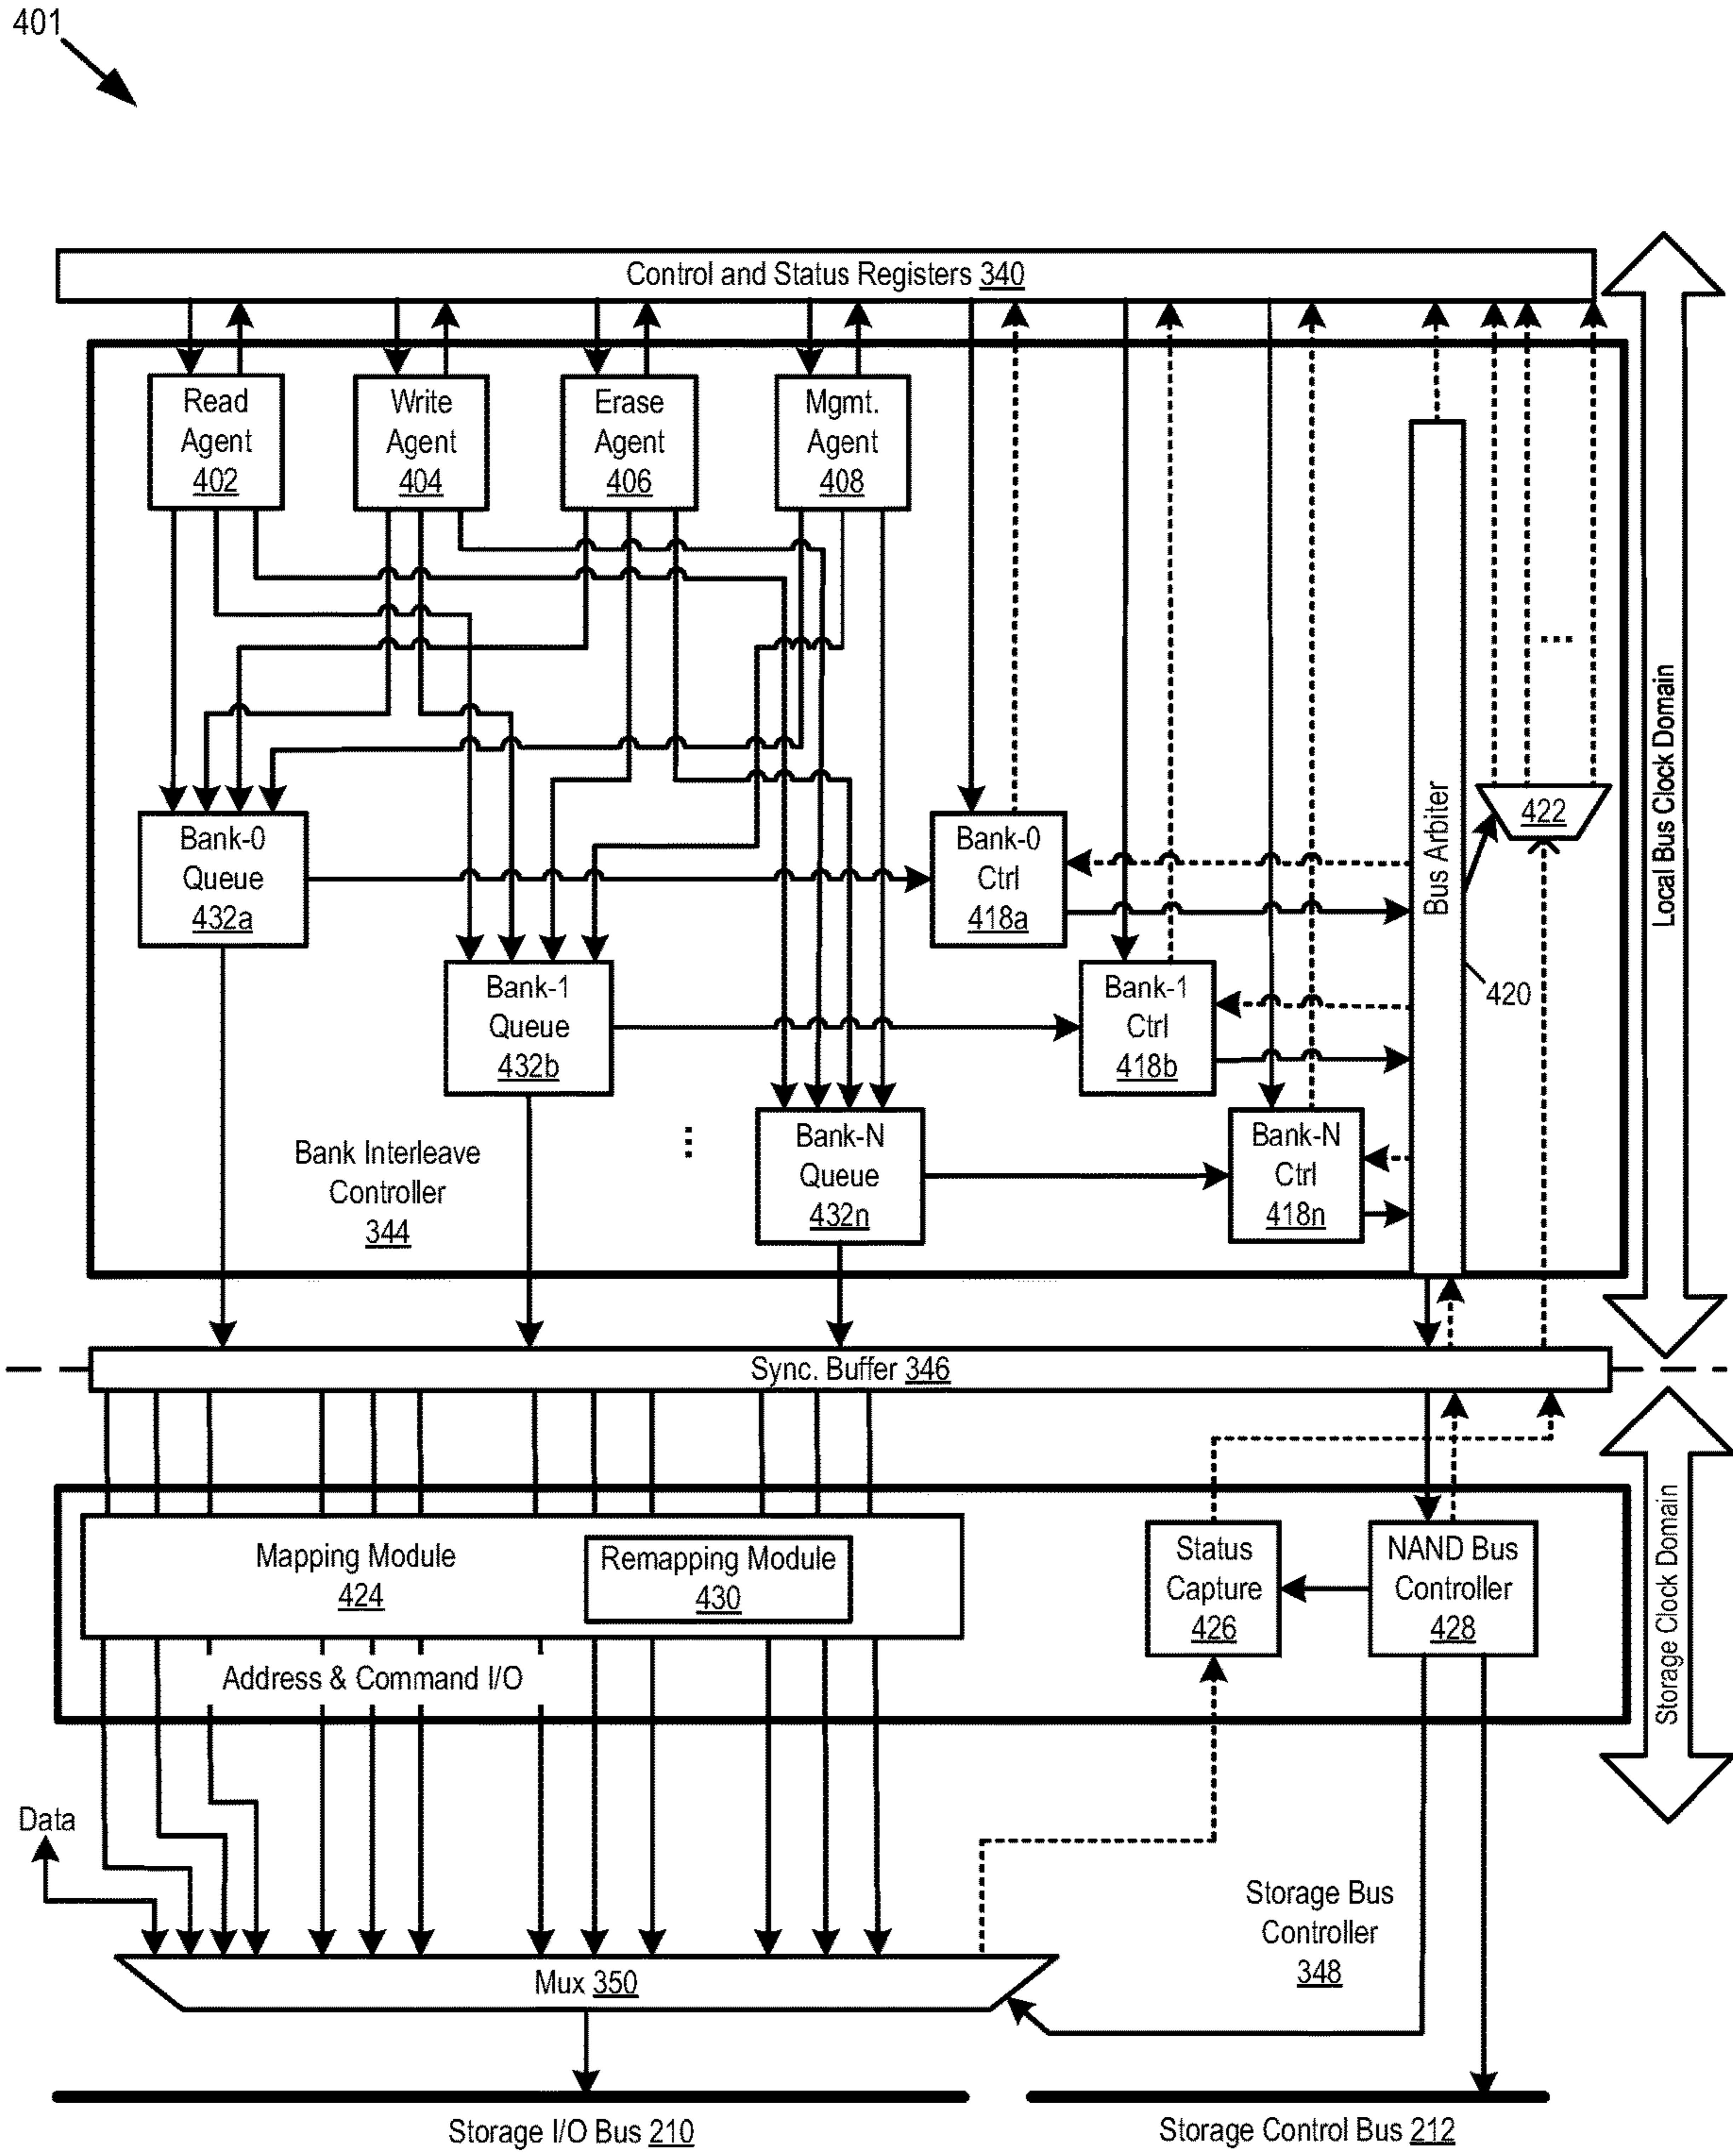 401
Control and Status Registers 340
Read
Agent
402
Write
Agent
404
Erase
Agent
406
Mgmt.
Agent
408
Bank-0
Queue
432a
Bank-0
Ctrl
418a
Bus Arbiter
422
...
Local Bus Clock Domain
420
Bank-1
Queue
432b
Bank-1
Ctrl
418b
Bank Interleave
Controller
344
...
Bank-N
Queue
432n
Bank-N
Ctrl
418n
Sync. Buffer 346
Mapping Module
424
Remapping Module
430
Status
Capture
426
NAND Bus
Controller
428
Storage Clock Domain
Address & Command I/O
Data
Storage Bus
Controller
348
Mux 350
Storage I/O Bus 210
Storage Control Bus 212